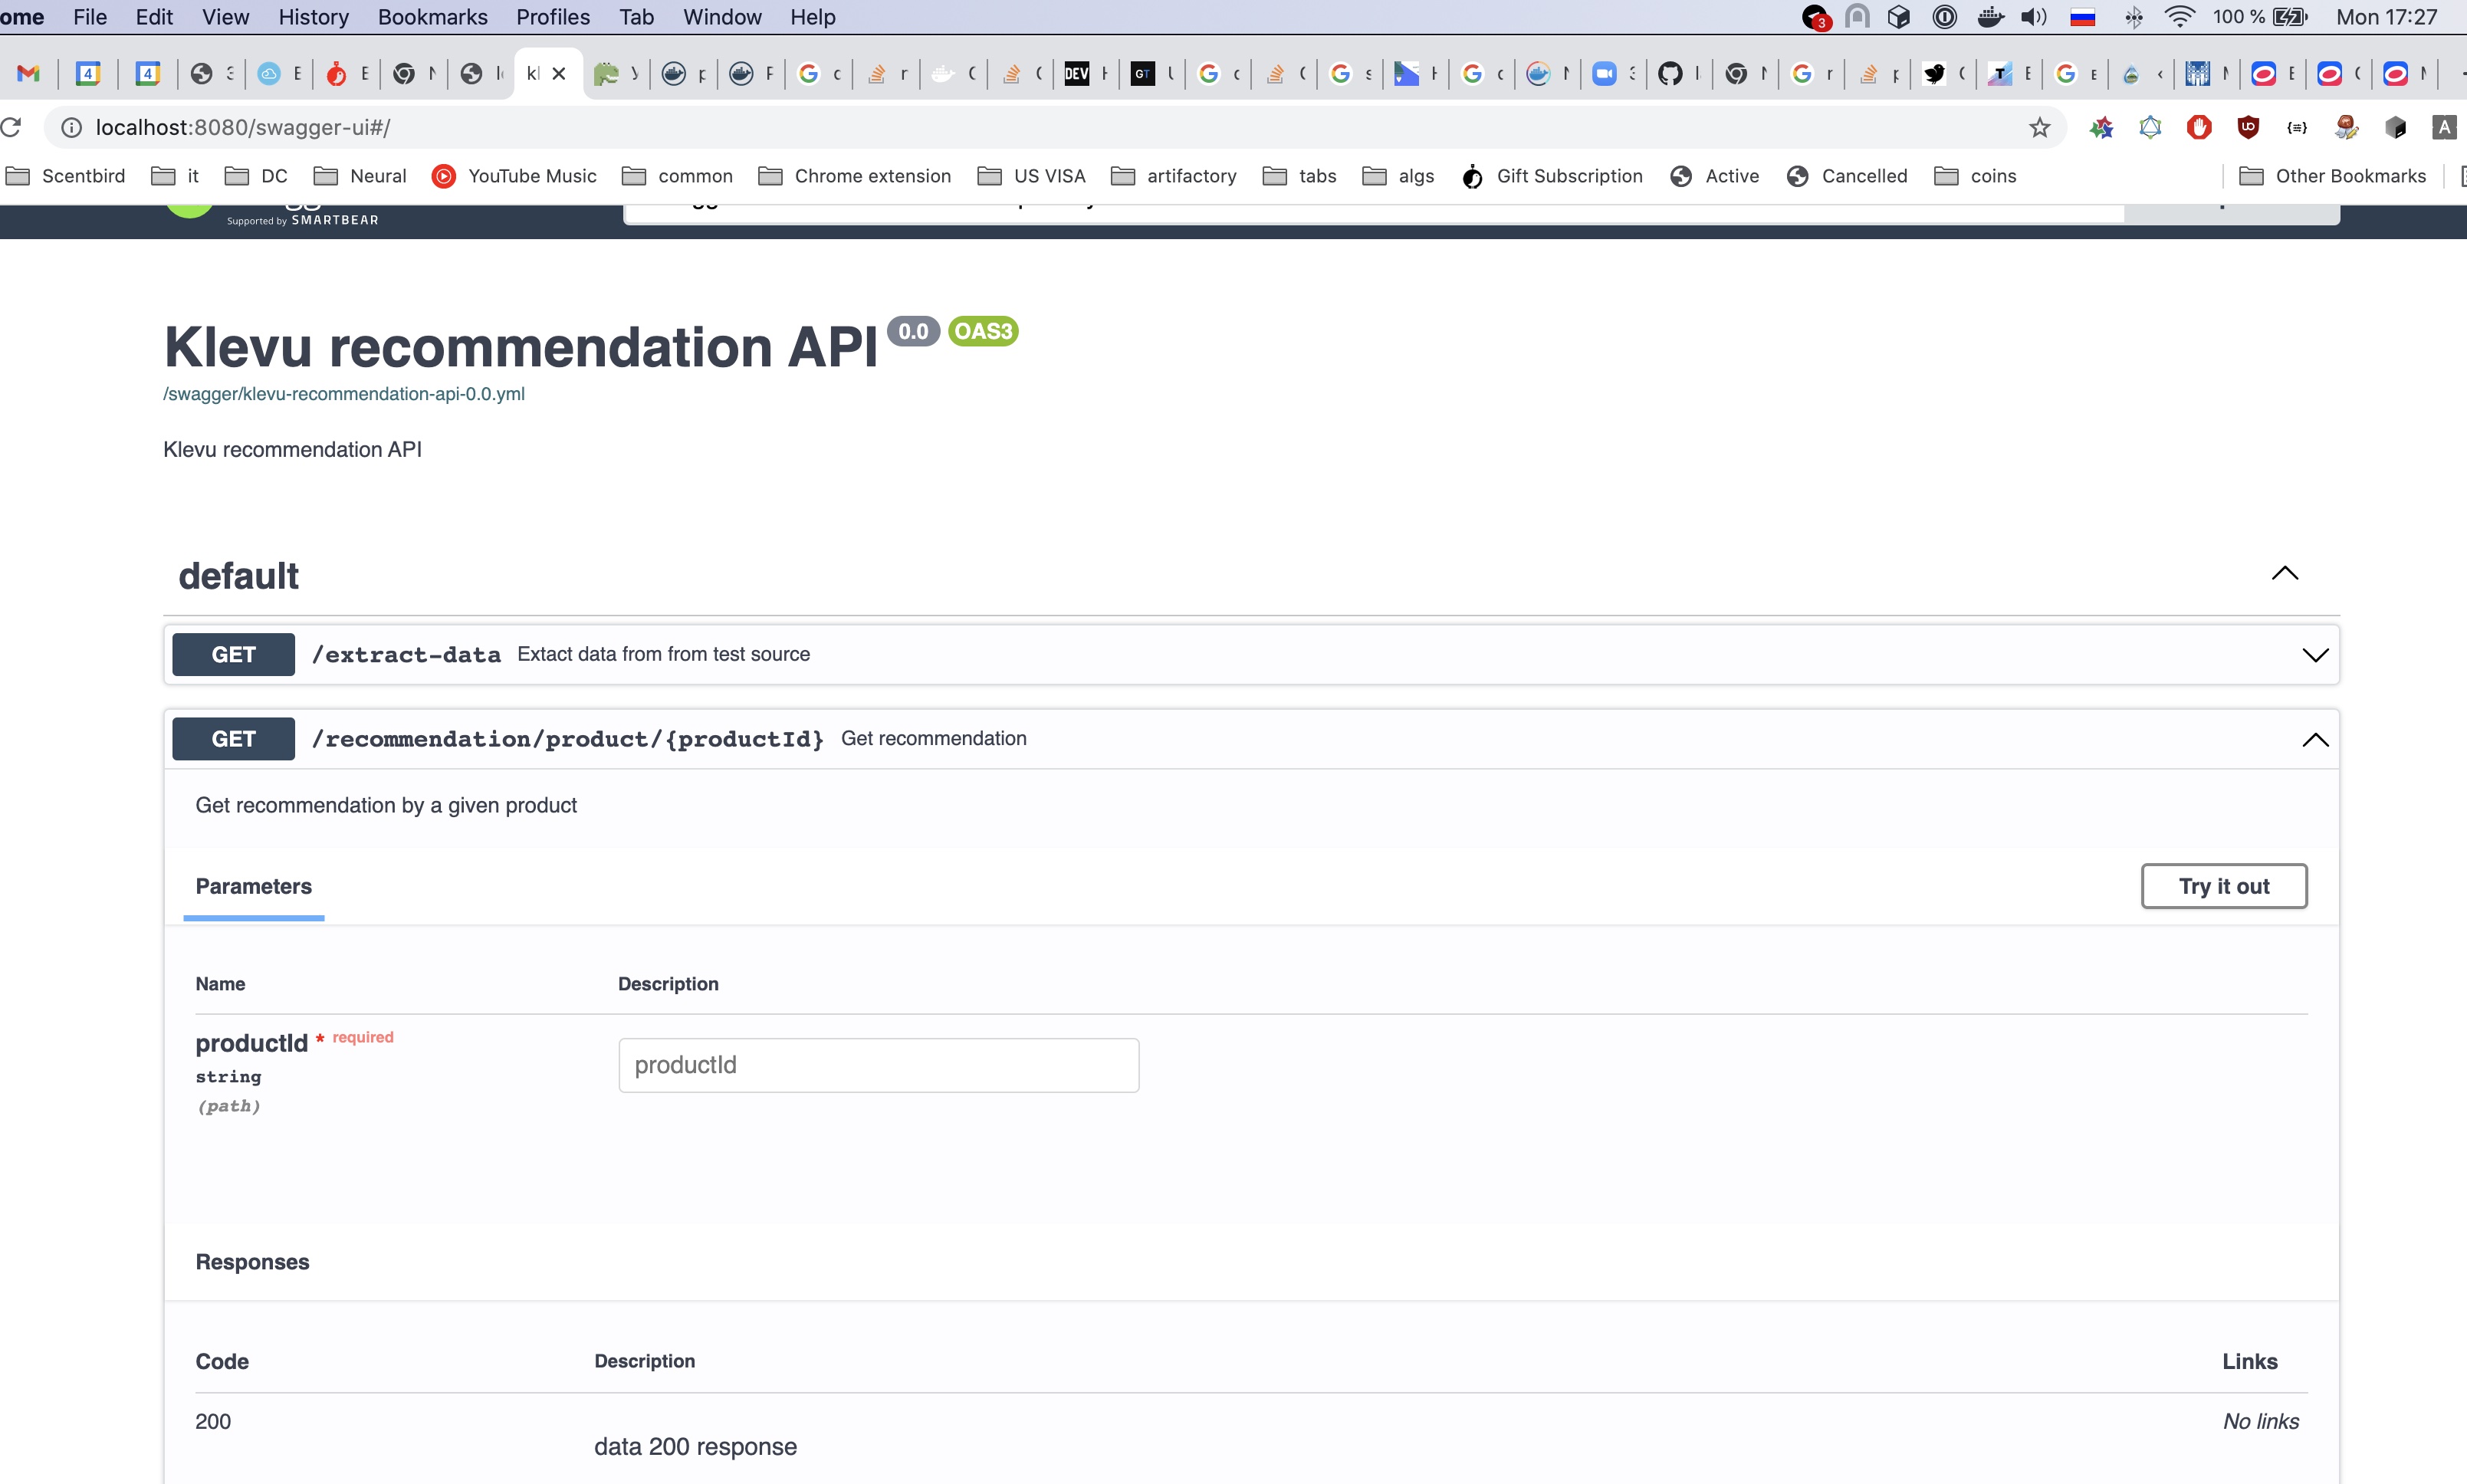 ome File Edit View History Bookmarks Profiles Tab Window Help 3 100 % Mon 17:27
4 4 kl DEV GT T
localhost:8080/swagger-ui#/
Scentbird it DC Neural YouTube Music common Chrome extension US VISA artifactory tabs algs Gift Subscription Active Cancelled coins Other Bookmarks
Supported by SMARTBEAR
Klevu recommendation API 0.0 OAS3
/swagger/klevu-recommendation-api-0.0.yml
Klevu recommendation API
default
GET /extract-data Extact data from from test source
GET /recommendation/product/{productId} Get recommendation
Get recommendation by a given product
Parameters Try it out
Name Description
productId * required
string
(path)
productId
Responses
Code Description Links
200 No links
data 200 response